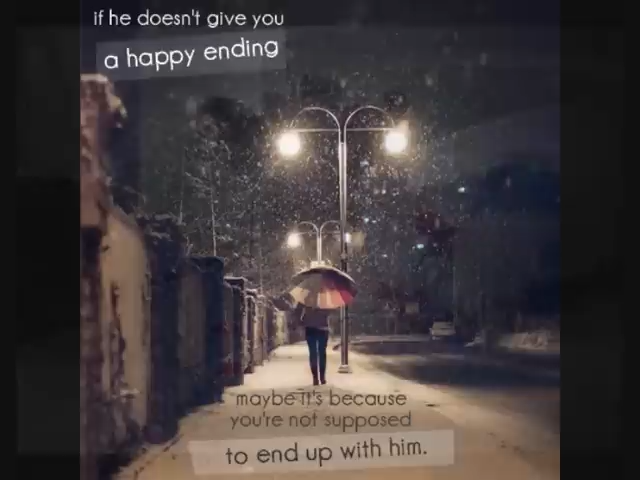 if he doesn't give you
a happy ending
maybe it's because
you're not supposed
to end up with him.